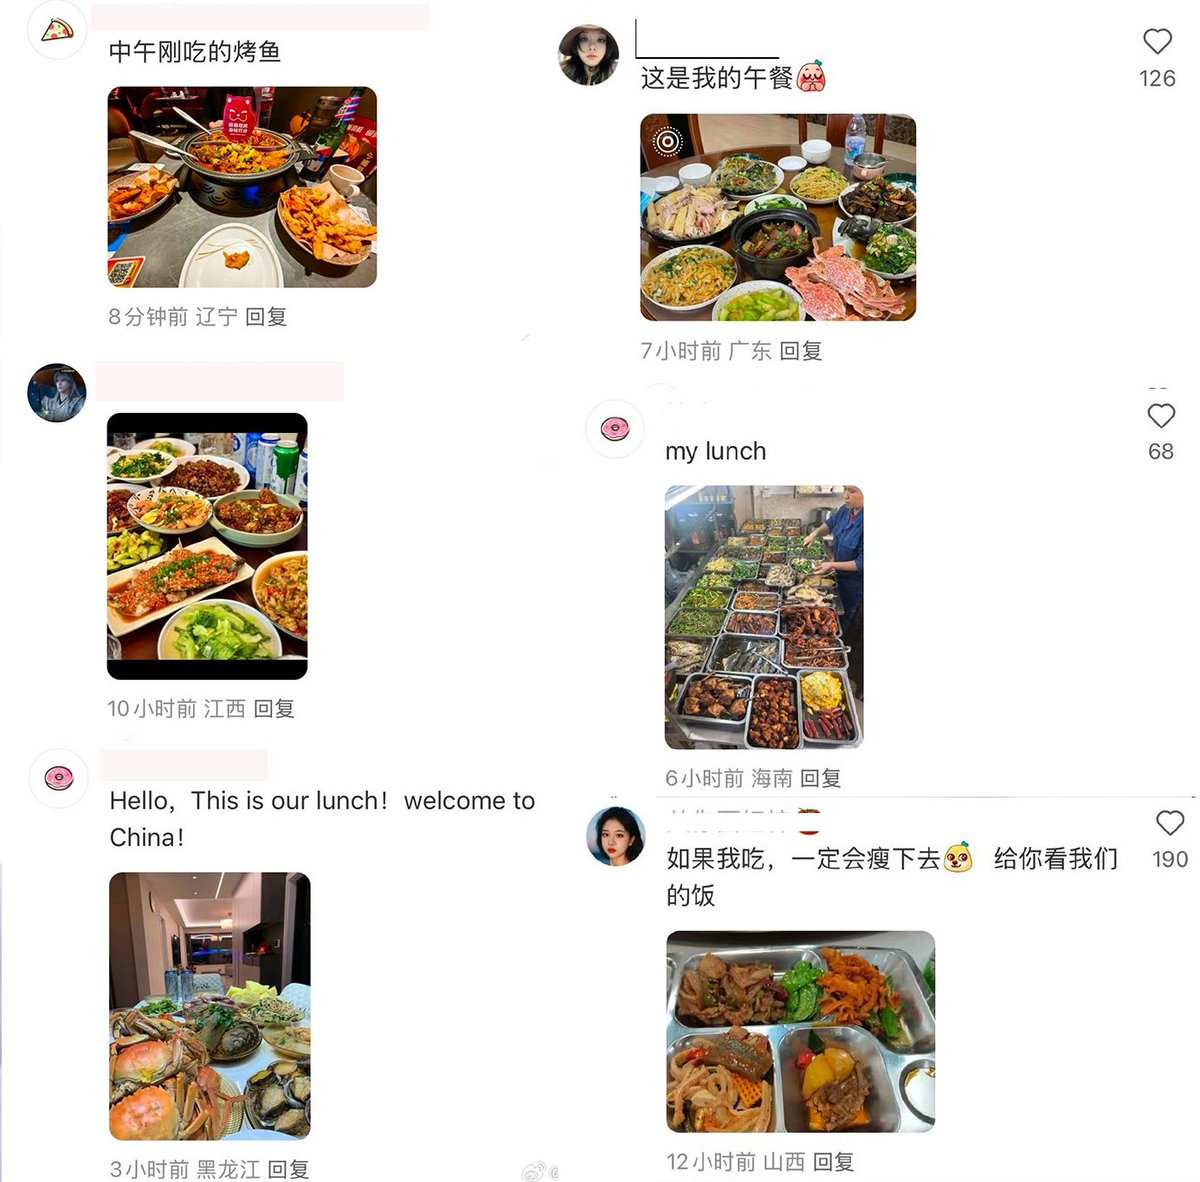 中午刚吃的烤鱼
8分钟前 辽宁 回复
10小时前 江西 回复
Hello，This is our lunch！welcome to
China！
3小时前 黑龙江 回复
这是我的午餐
126
7小时前 广东 回复
my lunch
68
6小时前 海南 回复
如果我吃，一定会瘦下去 给你看我们
的饭
190
12小时前 山西 回复